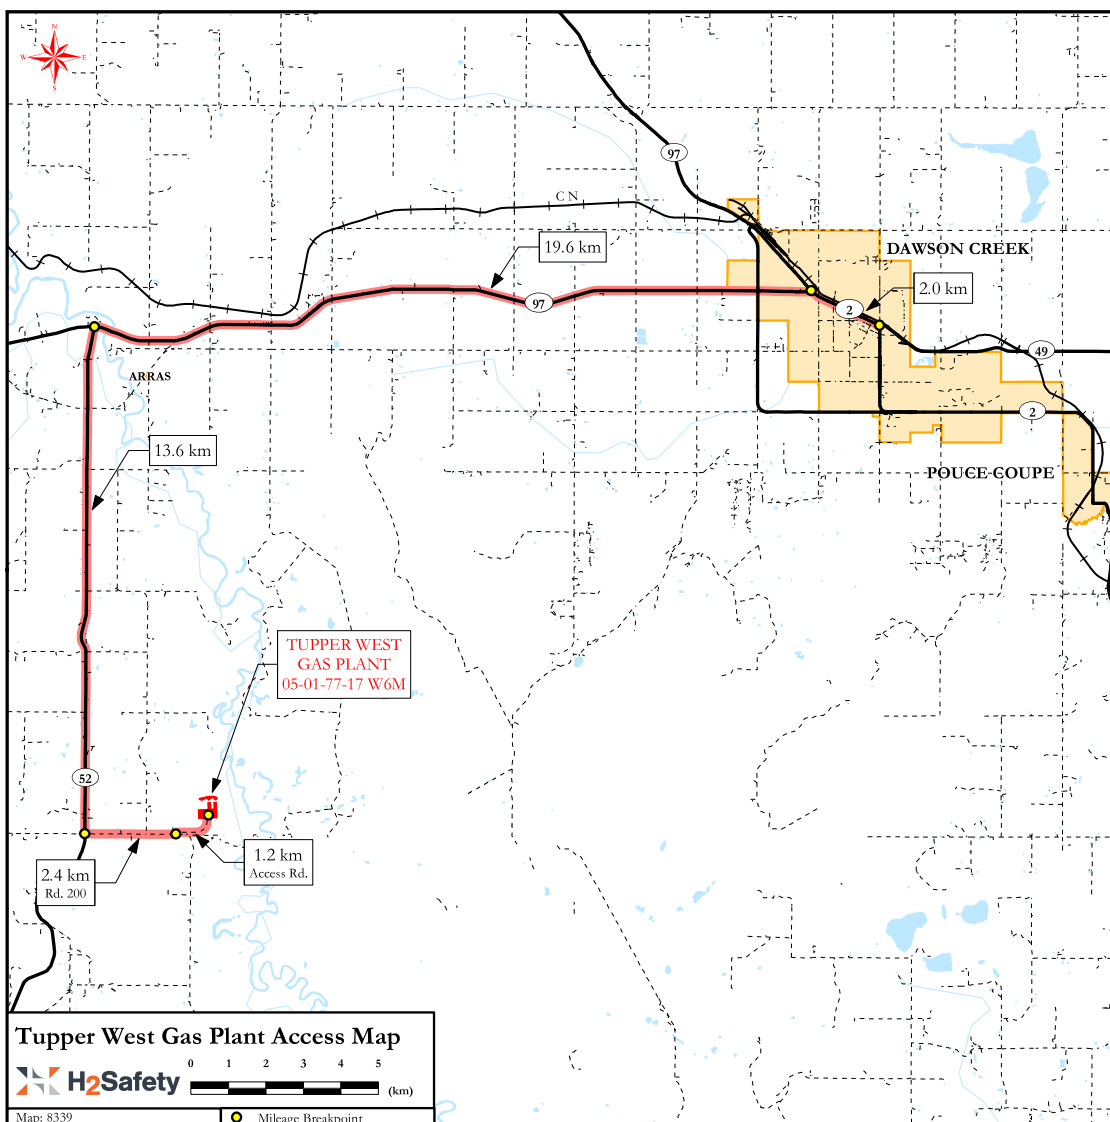 N
W
E
S
97
C N
19.6 km
DAWSON CREEK
2.0 km
97
2
49
ARRAS
2
13.6 km
POUCE COUPE
TUPPER WEST
GAS PLANT
05-01-77-17 W6M
52
1.2 km
Access Rd.
2.4 km
Rd. 200
Tupper West Gas Plant Access Map
0 1 2 3 4 5
H2Safety
(km)
Map: 8339
Mileage Breakpoint